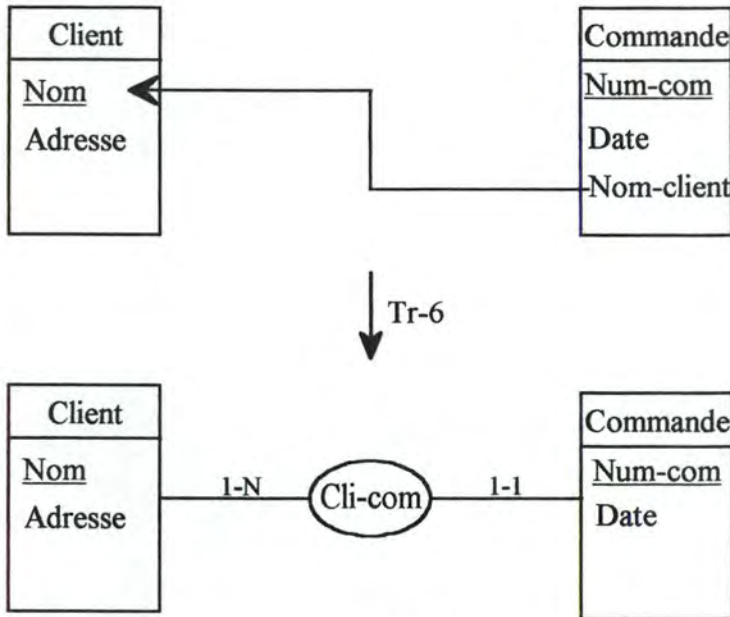 Client
Nom
Adresse
Commande
Num-com
Date
Nom-client
Tr-6
Client
Nom
Adresse
1-N
Cli-com
1-1
Commande
Num-com
Date